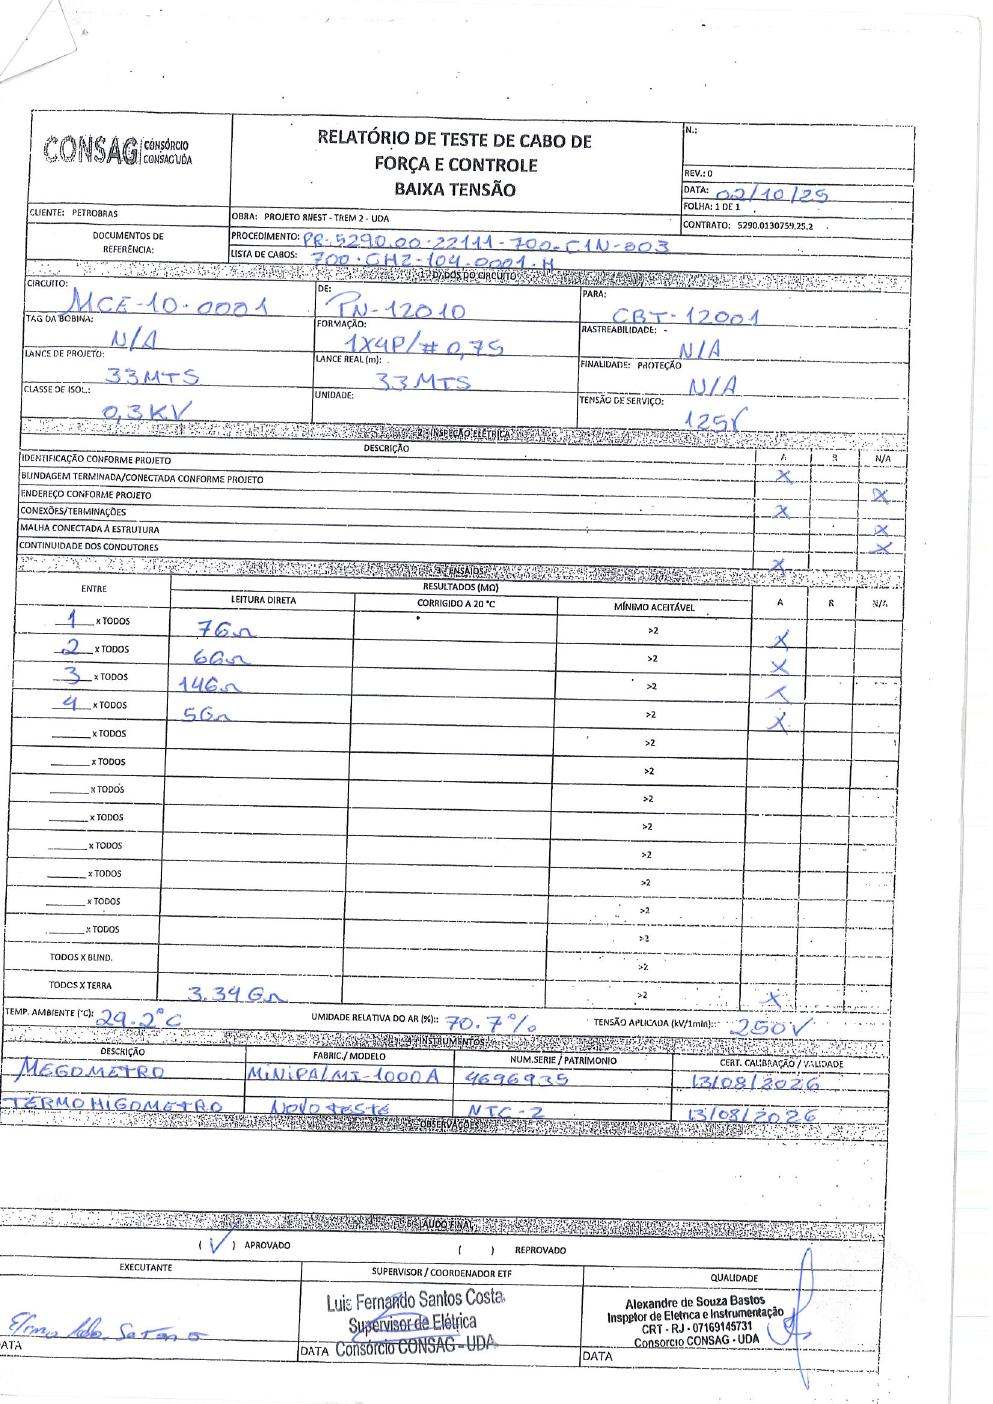 CONSAG CONSÓRCIO CONSAG UDA
RELATÓRIO DE TESTE DE CABO DE
FORÇA E CONTROLE
BAIXA TENSÃO
N.:
REV.: 0
DATA: 02/10/25
FOLHA: 1 DE 1
CLIENTE: PETROBRAS
OBRA: PROJETO RNEST - TREM 2 - UDA
CONTRATO: 5290.0130759.25.2
DOCUMENTOS DE
REFERÊNCIA:
PROCEDIMENTO: PR-5290.00-22111-700-C1N-003
LISTA DE CABOS: 700-CHZ-104.0001.H
1 - DADOS DO CIRCUITO
CIRCUITO: MCE-10-0001
DE: PN-12010
PARA: CBT-12001
TAG DA BOBINA: N/A
FORMAÇÃO: 1X4P/# 0,75
RASTREABILIDADE: - N/A
LANCE DE PROJETO: 33MTS
LANCE REAL (m): 33MTS
FINALIDADE: PROTEÇÃO N/A
CLASSE DE ISOL.: 0,3KV
UNIDADE:
TENSÃO DE SERVIÇO: 125V
2 - INSPEÇÃO ELÉTRICA
DESCRIÇÃO A R N/A
IDENTIFICAÇÃO CONFORME PROJETO X
BLINDAGEM TERMINADA/CONECTADA CONFORME PROJETO X
ENDEREÇO CONFORME PROJETO X
CONEXÕES/TERMINAÇÕES X
MALHA CONECTADA À ESTRUTURA X
CONTINUIDADE DOS CONDUTORES X
3 - ENSAIOS
ENTRE RESULTADOS (MΩ)
LEITURA DIRETA CORRIGIDO A 20 °C MÍNIMO ACEITÁVEL A R N/A
1 x TODOS 7GΩ >2 X
2 x TODOS 6GΩ >2 X
3 x TODOS 14GΩ >2 X
4 x TODOS 5GΩ >2 X
x TODOS >2
x TODOS >2
x TODOS >2
x TODOS >2
x TODOS >2
x TODOS >2
x TODOS >2
x TODOS >2
TODOS X BLIND. >2
TODOS X TERRA 3.34GΩ >2 X
TEMP. AMBIENTE (°C): 29.2°C UMIDADE RELATIVA DO AR (%):: 70.7% TENSÃO APLICADA (kV/1min):: 250V
4 - INSTRUMENTOS
DESCRIÇÃO FABRIC./ MODELO NUM.SERIE / PATRIMONIO CERT. CALIBRAÇÃO / VALIDADE
MEGOMETRO MINIPA/MI-1000A 4696935 13/08/2026
TERMOHIGOMETRO NOVOTESTE NTC-2 13/08/2026
5 - OBSERVAÇÕES
6 - LAUDO FINAL
(✓) APROVADO ( ) REPROVADO
EXECUTANTE SUPERVISOR / COORDENADOR ETF QUALIDADE
Luis Fernando Santos Costa
Supervisor de Elétrica
Consórcio CONSAG - UDA
Alexandre de Souza Bastos
Inspetor de Eletrica e Instrumentação
CRT - RJ - 07169145731
Consorcio CONSAG - UDA
DATA DATA DATA